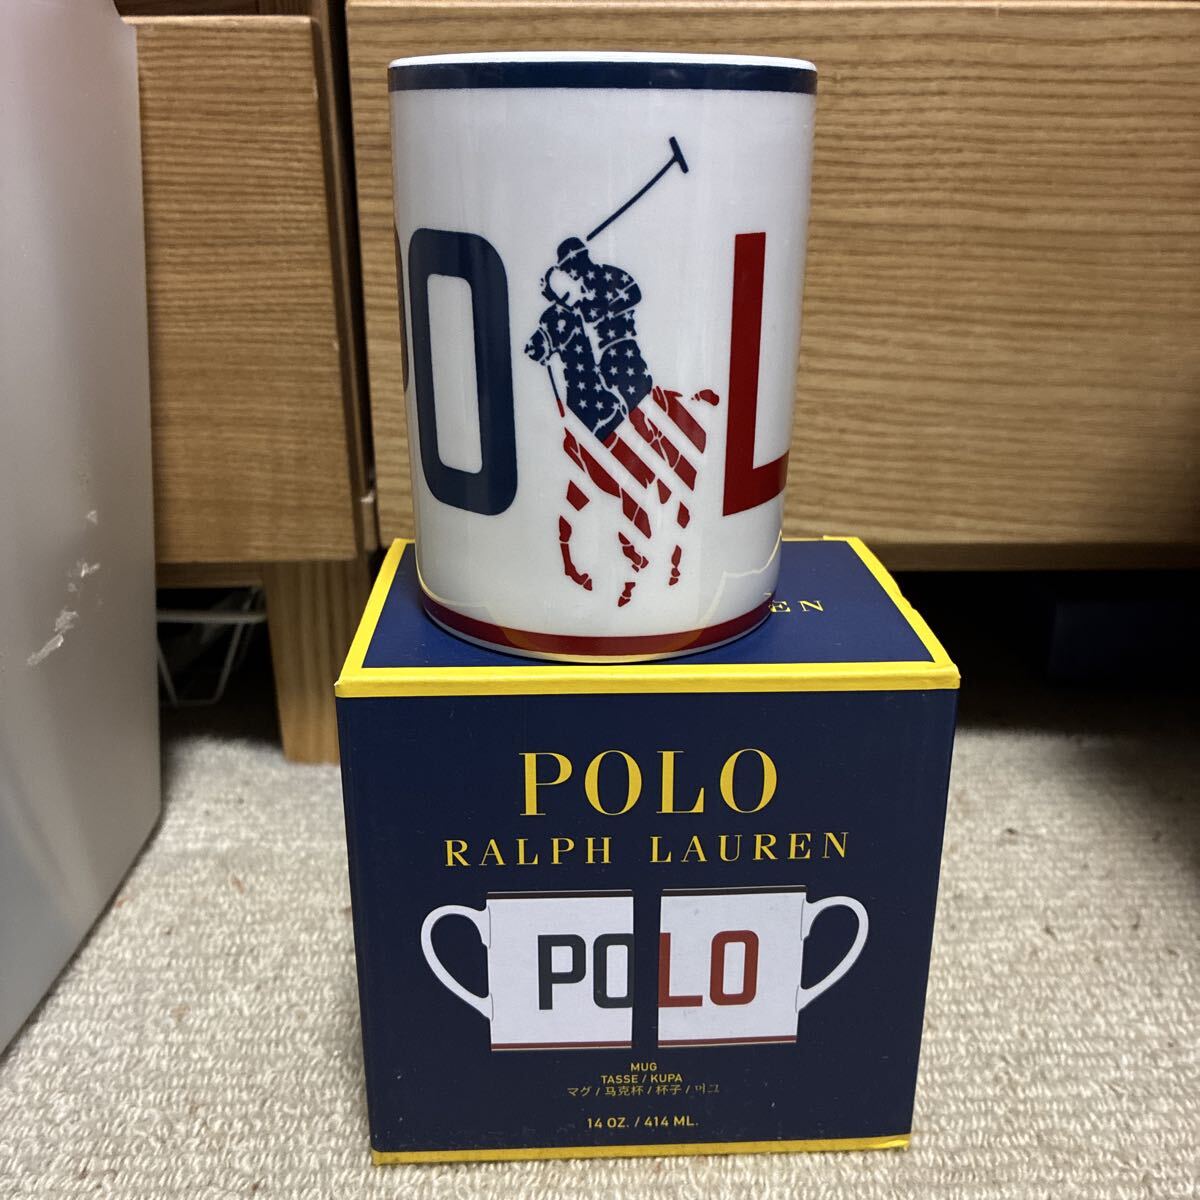 PO L
EN
POLO
RALPH LAUREN
POLO
MUG
TASSE / KUPA
マグ / 马克杯 / 杯子 / 머그
14 OZ. / 414 ML.